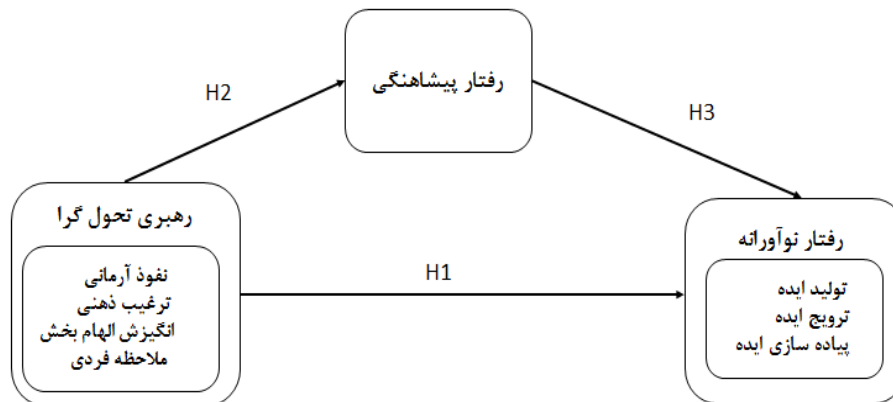 رفتار پیشاهنگی
H2
H3
رهبری تحول گرا
نفوذ آرمانی
ترغیب ذهنی
انگیزش الهام بخش
ملاحظه فردی
H1
رفتار نوآورانه
تولید ایده
ترویج ایده
پیاده سازی ایده